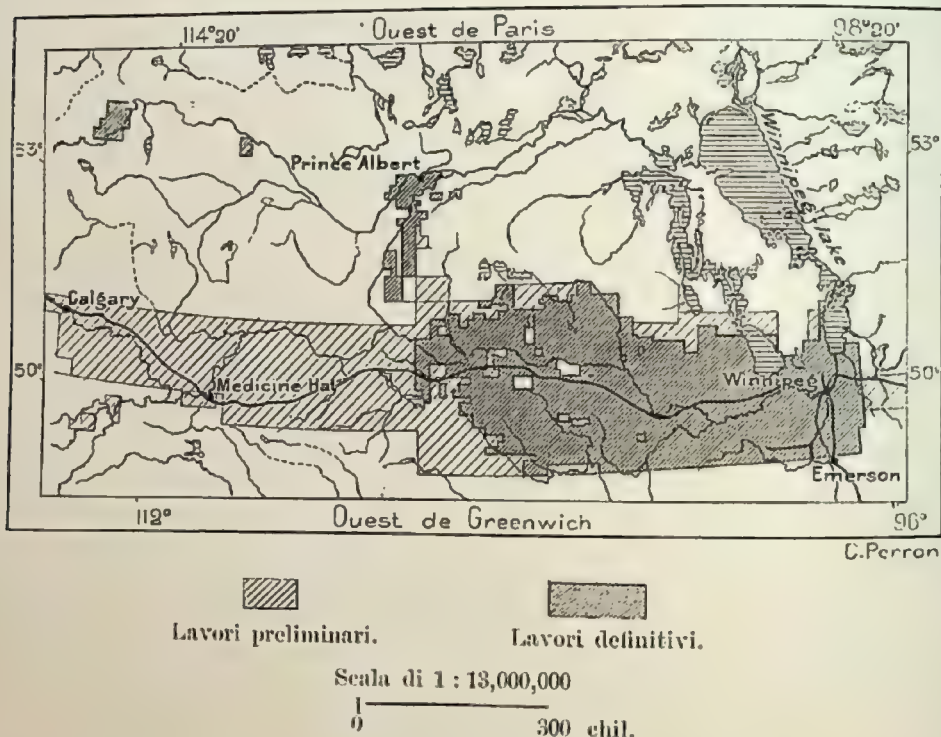 114°20' Ouest de Paris 98°20'
53° 53°
Prince Albert
Winnipeg lake
Calgary
50° Medicine Hat Winnipeg 50°
Emerson
112° Ouest de Greenwich 96°
C. Perron
Lavori preliminari. Lavori definitivi.
Scala di 1 : 13,000,000
0 300 chil.